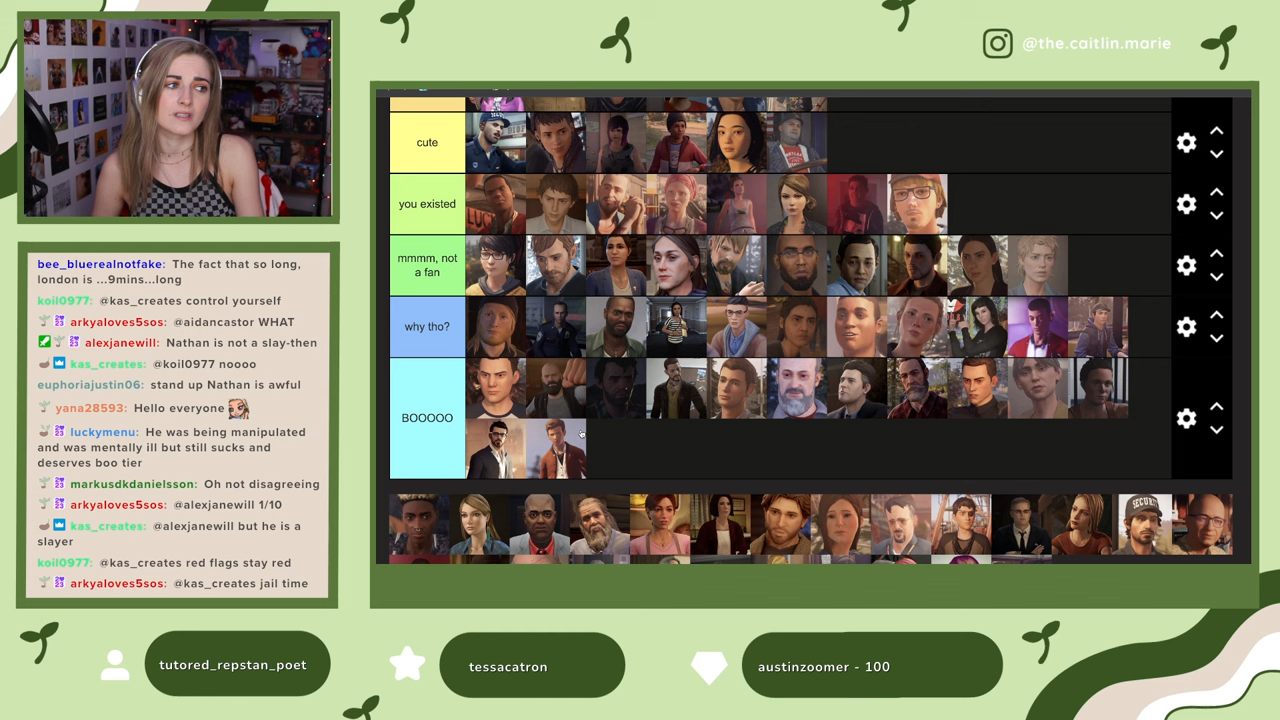 @the.caitlin.marie
bee_bluerealnotfake: The fact that so long,
london is ...9mins...long
koil0977: @kas_creates control yourself
arkyaloves5sos: @aidancastor WHAT
alexjanewill: Nathan is not a slay-then
kas_creates: @koil0977 noooo
euphoriajustin06: stand up Nathan is awful
yana28593: Hello everyone
luckymenu: He was being manipulated
and was mentally ill but still sucks and
deserves boo tier
markusdkdanielsson: Oh not disagreeing
arkyaloves5sos: @alexjanewill 1/10
kas_creates: @alexjanewill but he is a
slayer
koil0977: @kas_creates red flags stay red
arkyaloves5sos: @kas_creates jail time
cute
you existed
mmmm, not
a fan
why tho?
BOOOOO
SECURITY
tutored_repstan_poet
tessacatron
austinzoomer - 100